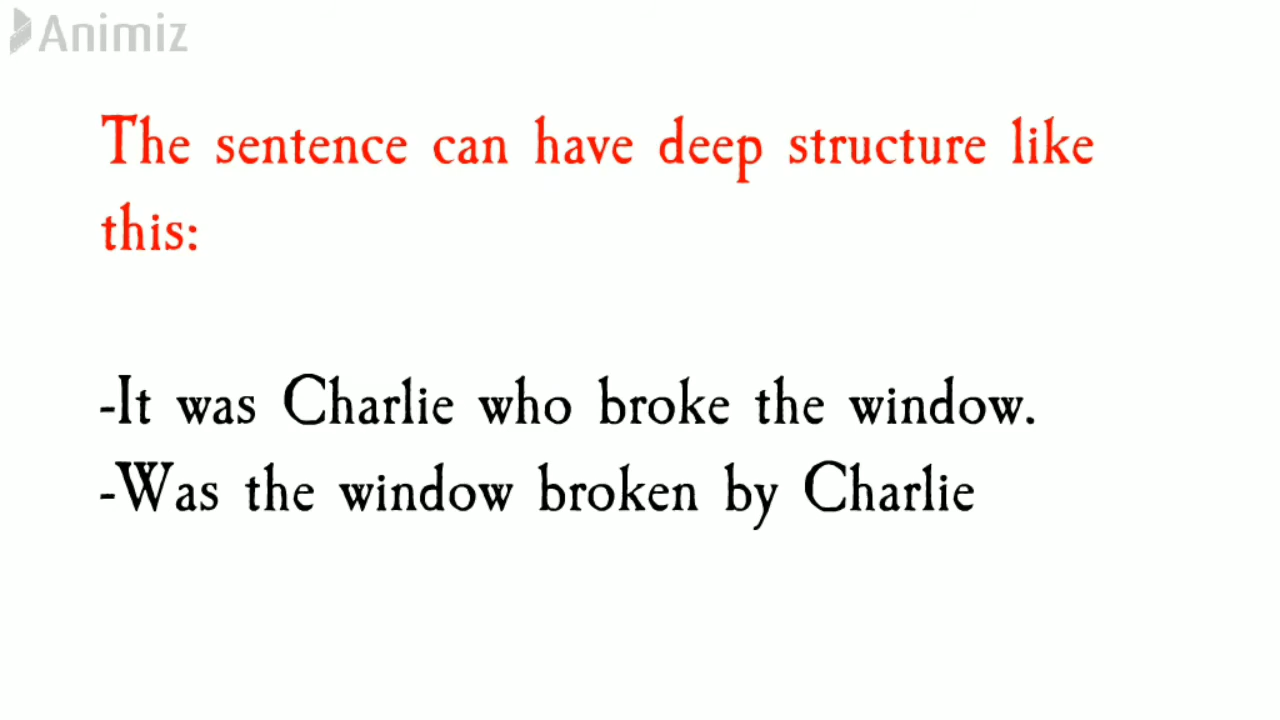 Animiz
The sentence can have deep structure like
this:
-It was Charlie who broke the window.
-Was the window broken by Charlie